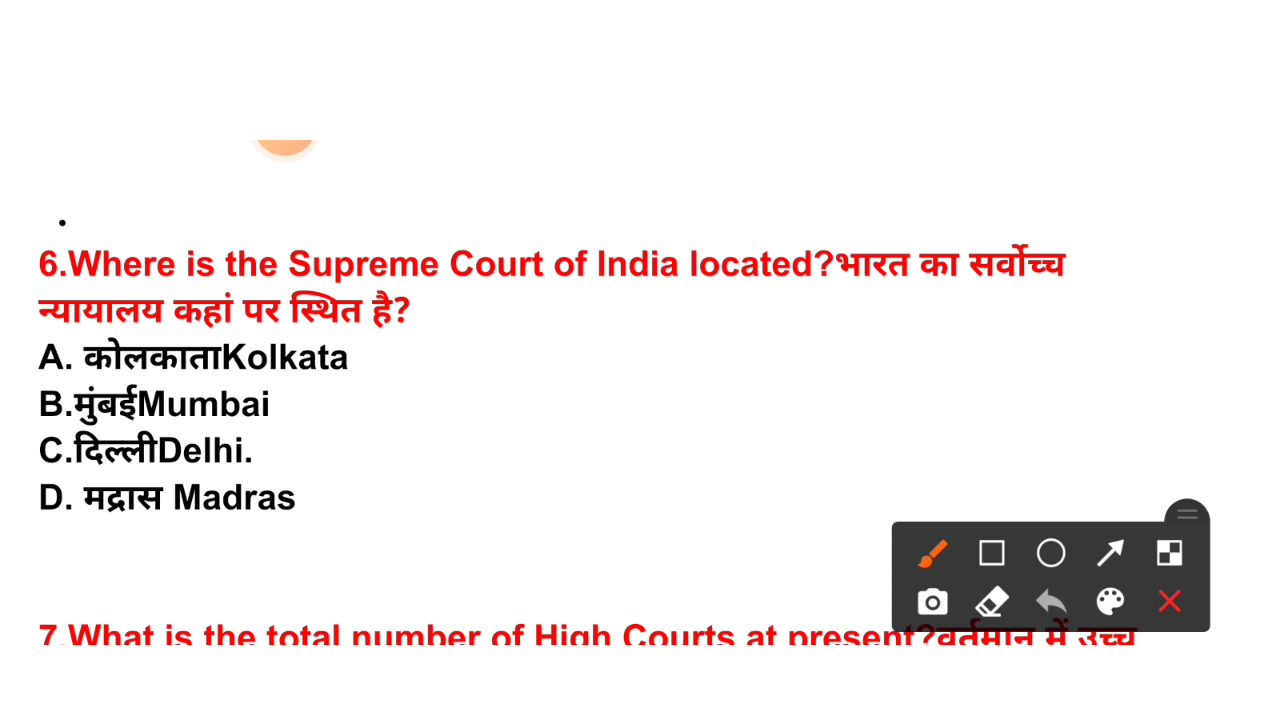 .
6.Where is the Supreme Court of India located?भारत का सर्वोच्च
न्यायालय कहां पर स्थित है?
A. कोलकाताKolkata
B.मुंबईMumbai
C.दिल्लीDelhi.
D. मद्रास Madras
7.What is the total number of High Courts at present?वर्तमान में उच्च